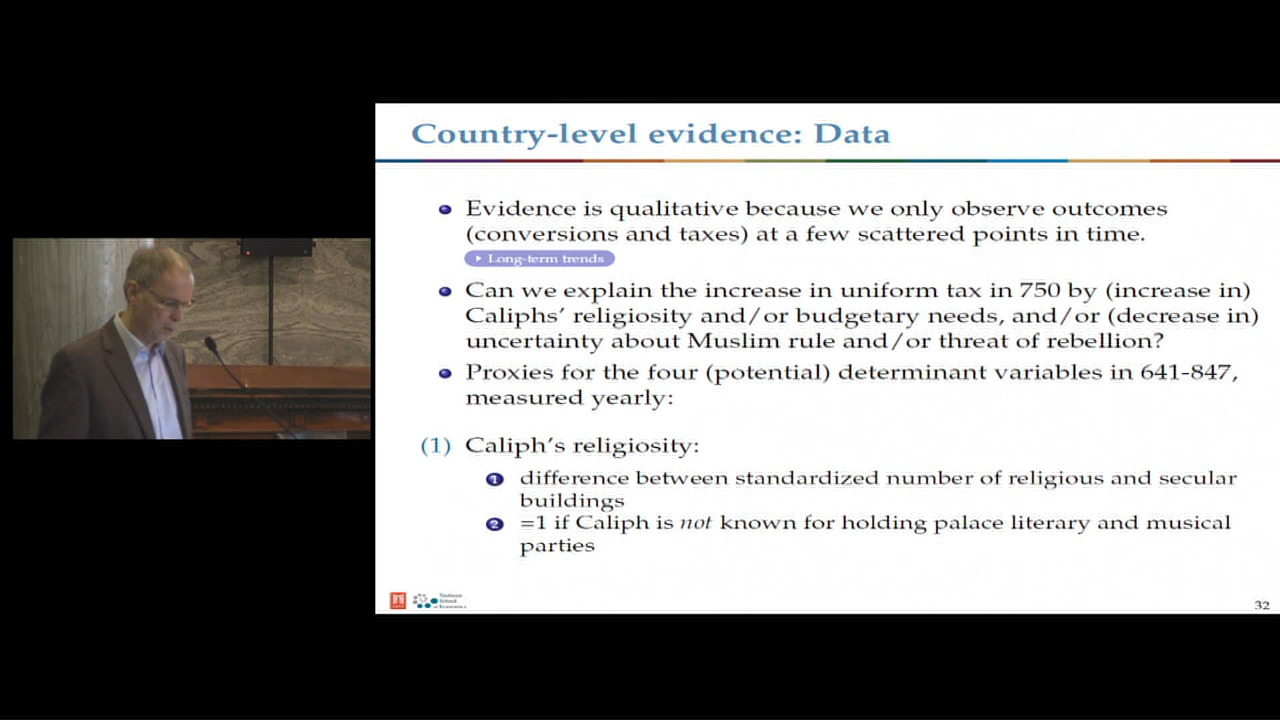 Country-level evidence: Data
Evidence is qualitative because we only observe outcomes
(conversions and taxes) at a few scattered points in time.
Long-term trends
Can we explain the increase in uniform tax in 750 by (increase in)
Caliphs' religiosity and/or budgetary needs, and/or (decrease in)
uncertainty about Muslim rule and/or threat of rebellion?
Proxies for the four (potential) determinant variables in 641-847,
measured yearly:
(1) Caliph's religiosity:
1 difference between standardized number of religious and secular
buildings
2 =1 if Caliph is not known for holding palace literary and musical
parties
Toulouse
School
of Economics
32